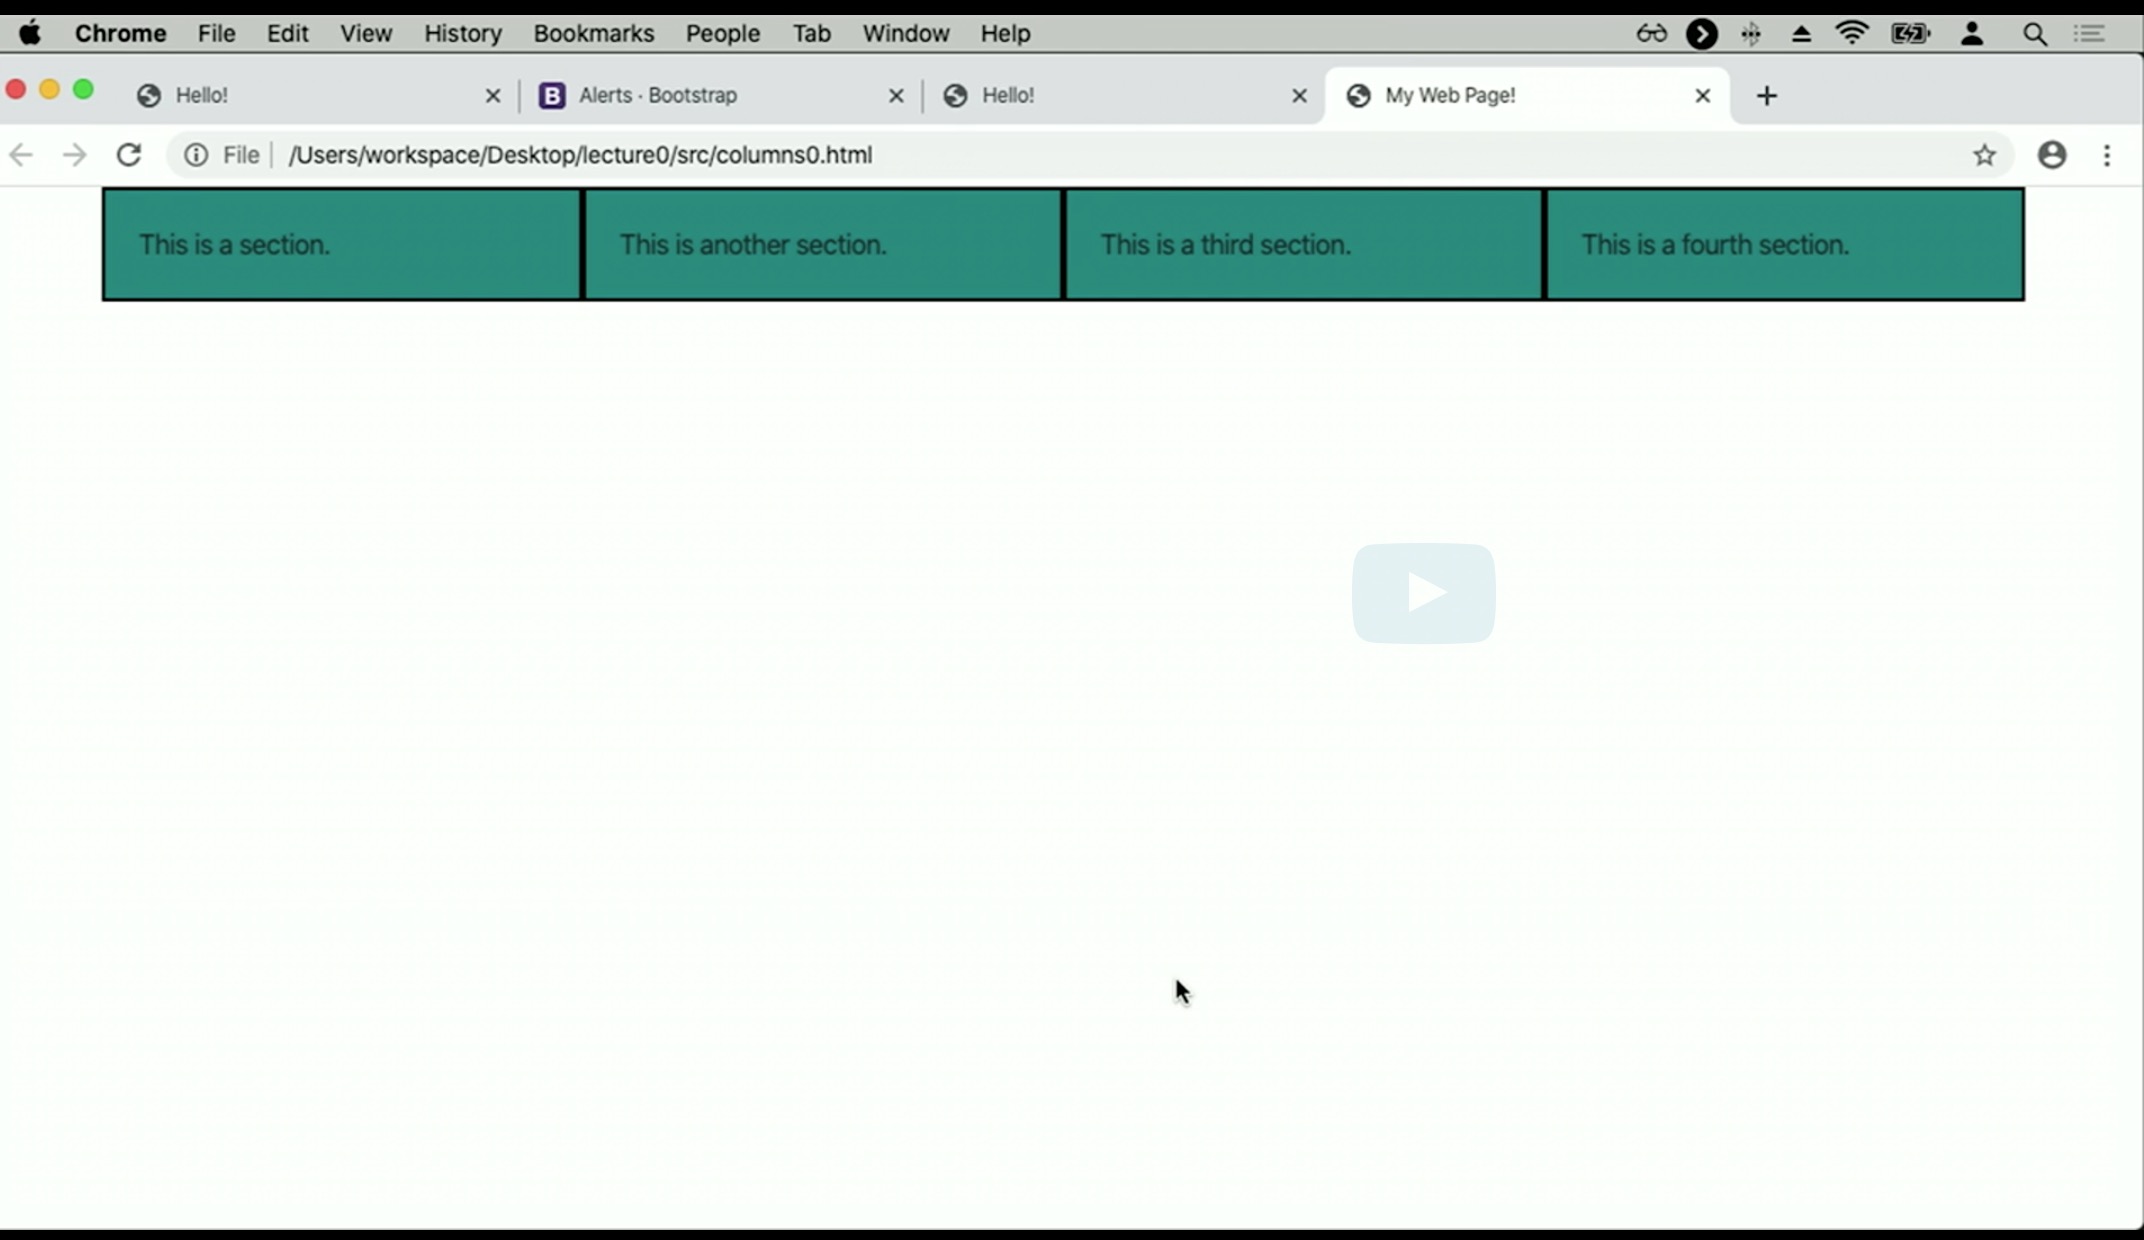 Chrome File Edit View History Bookmarks People Tab Window Help
Hello! Alerts · Bootstrap Hello! My Web Page!
File /Users/workspace/Desktop/lecture0/src/columns0.html
This is a section. This is another section. This is a third section. This is a fourth section.